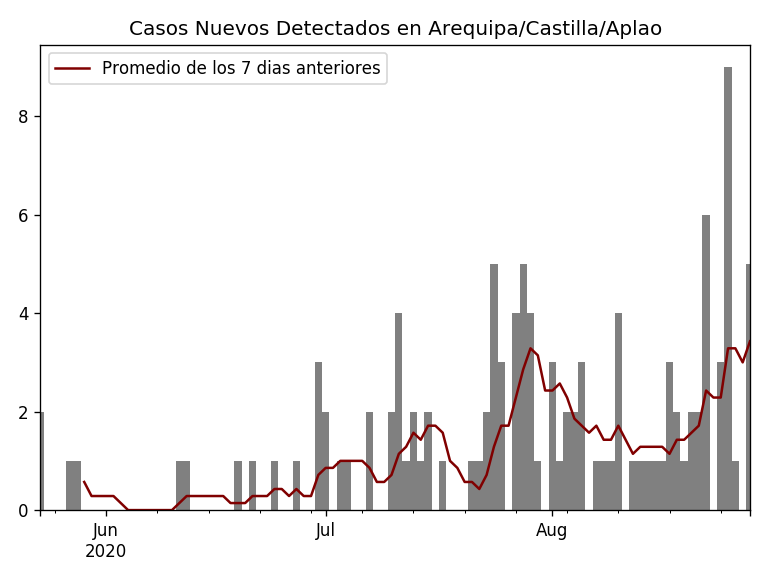 Casos Nuevos Detectados en Arequipa/Castilla/Aplao
Promedio de los 7 dias anteriores
8
6
4
2
0
Jun
2020
Jul
Aug